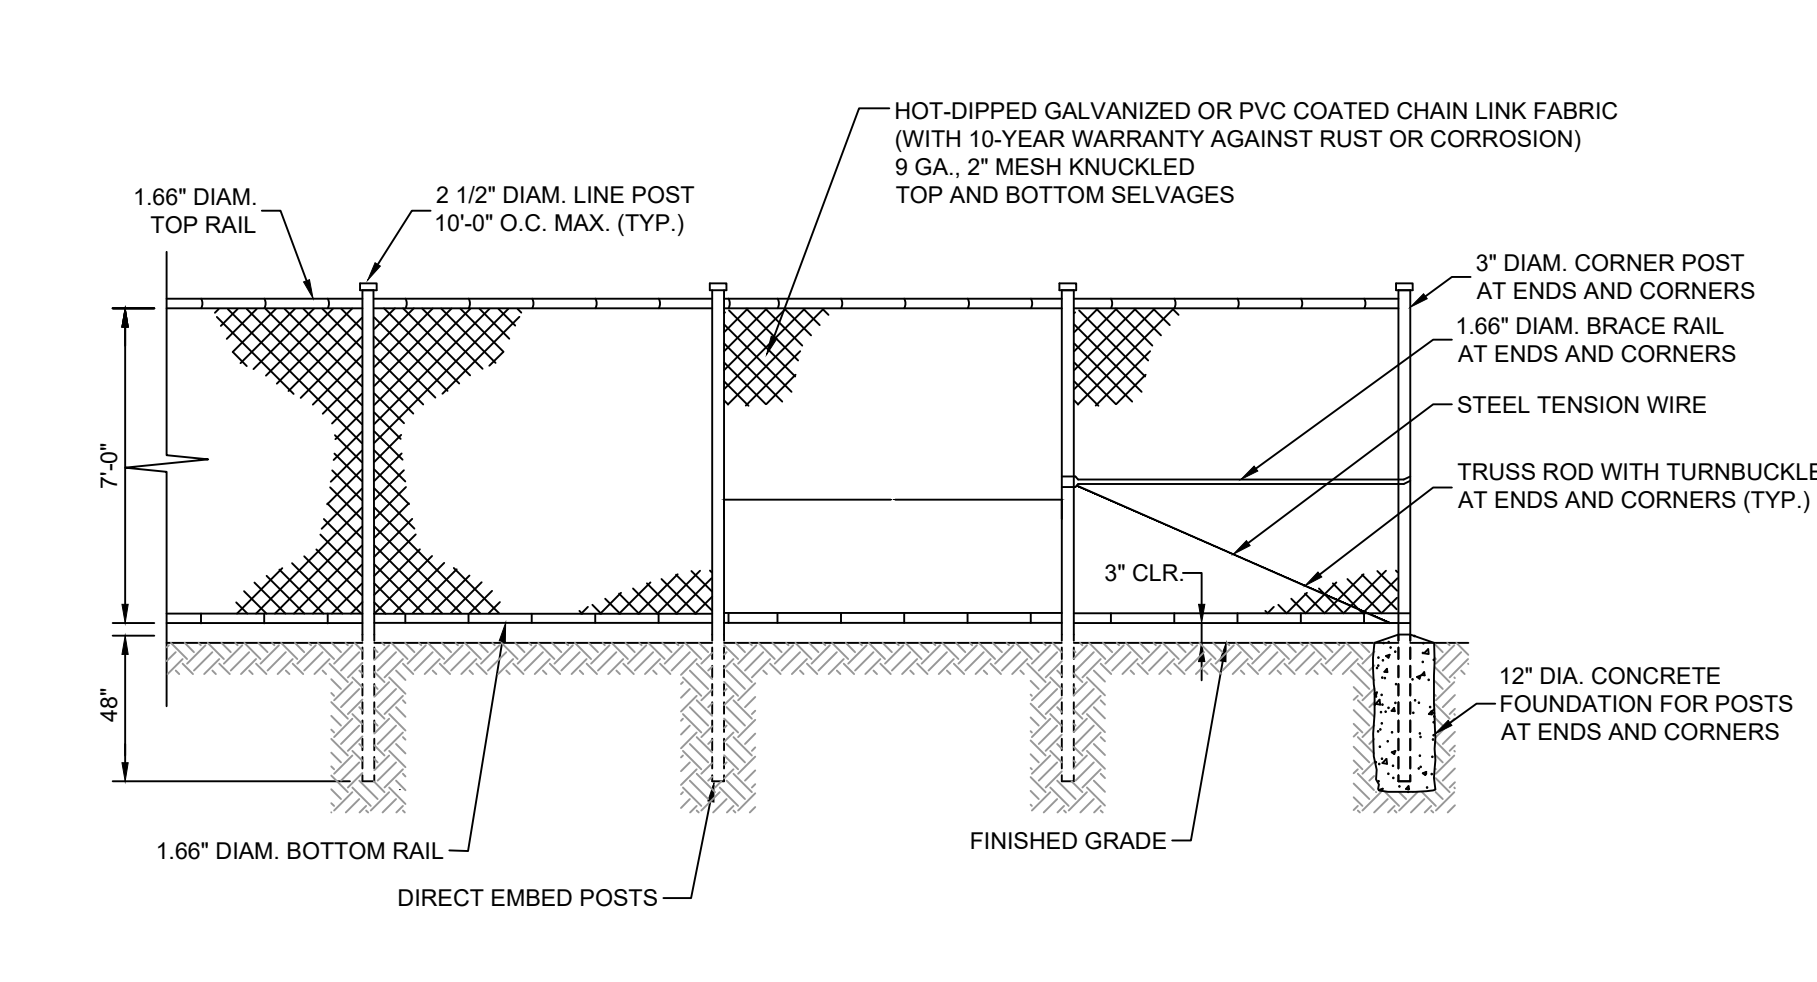 HOT-DIPPED GALVANIZED OR PVC COATED CHAIN LINK FABRIC
(WITH 10-YEAR WARRANTY AGAINST RUST OR CORROSION)
9 GA., 2" MESH KNUCKLED
TOP AND BOTTOM SELVAGES
1.66" DIAM.
TOP RAIL
2 1/2" DIAM. LINE POST
10'-0" O.C. MAX. (TYP.)
3" DIAM. CORNER POST
AT ENDS AND CORNERS
1.66" DIAM. BRACE RAIL
AT ENDS AND CORNERS
STEEL TENSION WIRE
TRUSS ROD WITH TURNBUCKLE
AT ENDS AND CORNERS (TYP.)
7'-0"
3" CLR.
48"
12" DIA. CONCRETE
FOUNDATION FOR POSTS
AT ENDS AND CORNERS
1.66" DIAM. BOTTOM RAIL
FINISHED GRADE
DIRECT EMBED POSTS